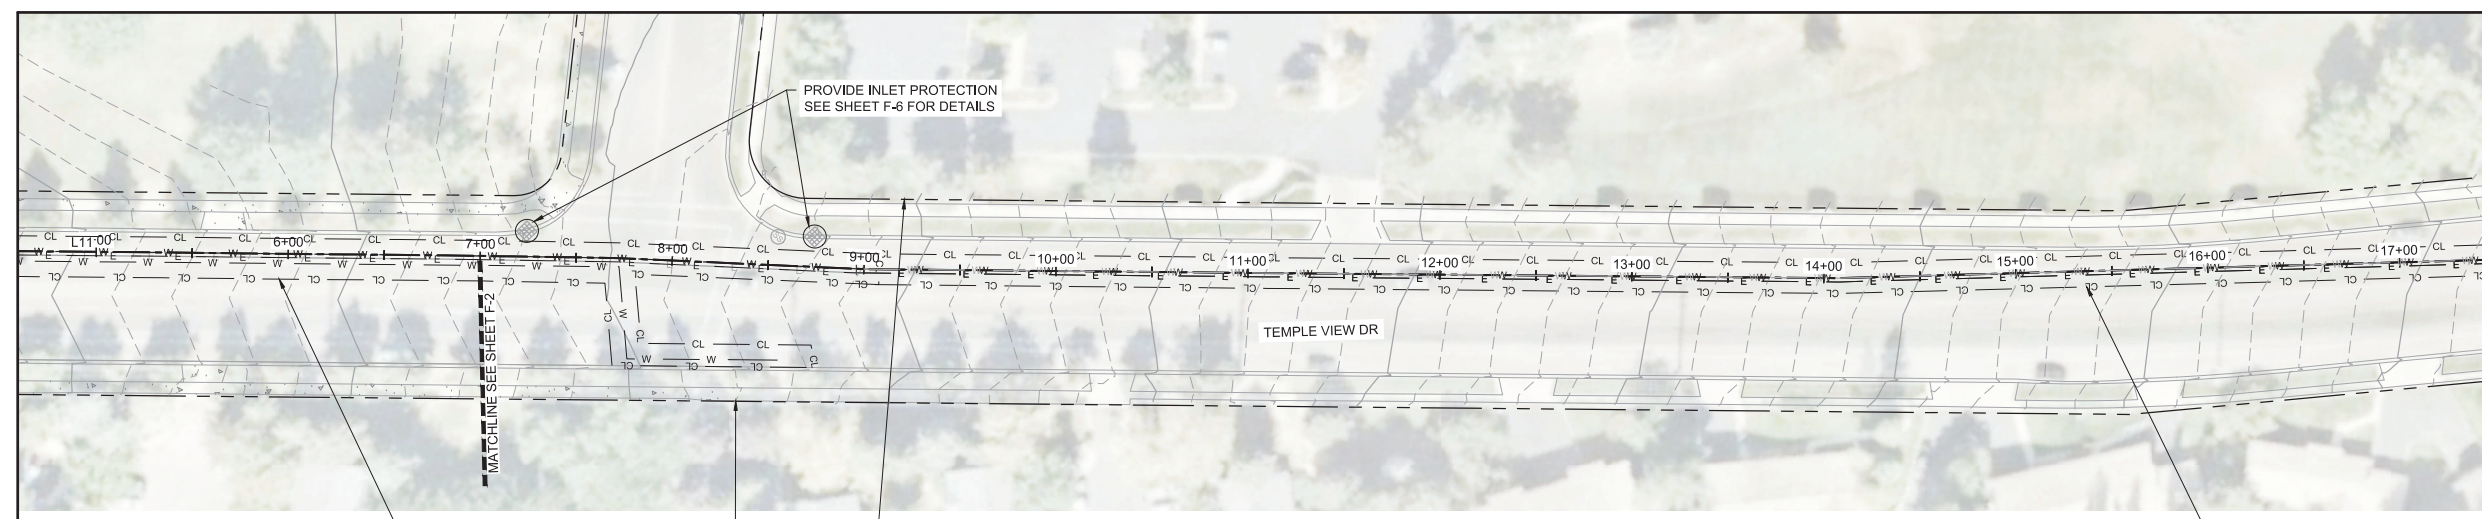 PROVIDE INLET PROTECTION
SEE SHEET F-6 FOR DETAILS
6+00
7+00
8+00
9+00
10+00
11+00
12+00
13+00
14+00
15+00
16+00
17+00
TEMPLE VIEW DR
MATCHLINE SEE SHEET F-2
CL
W
E